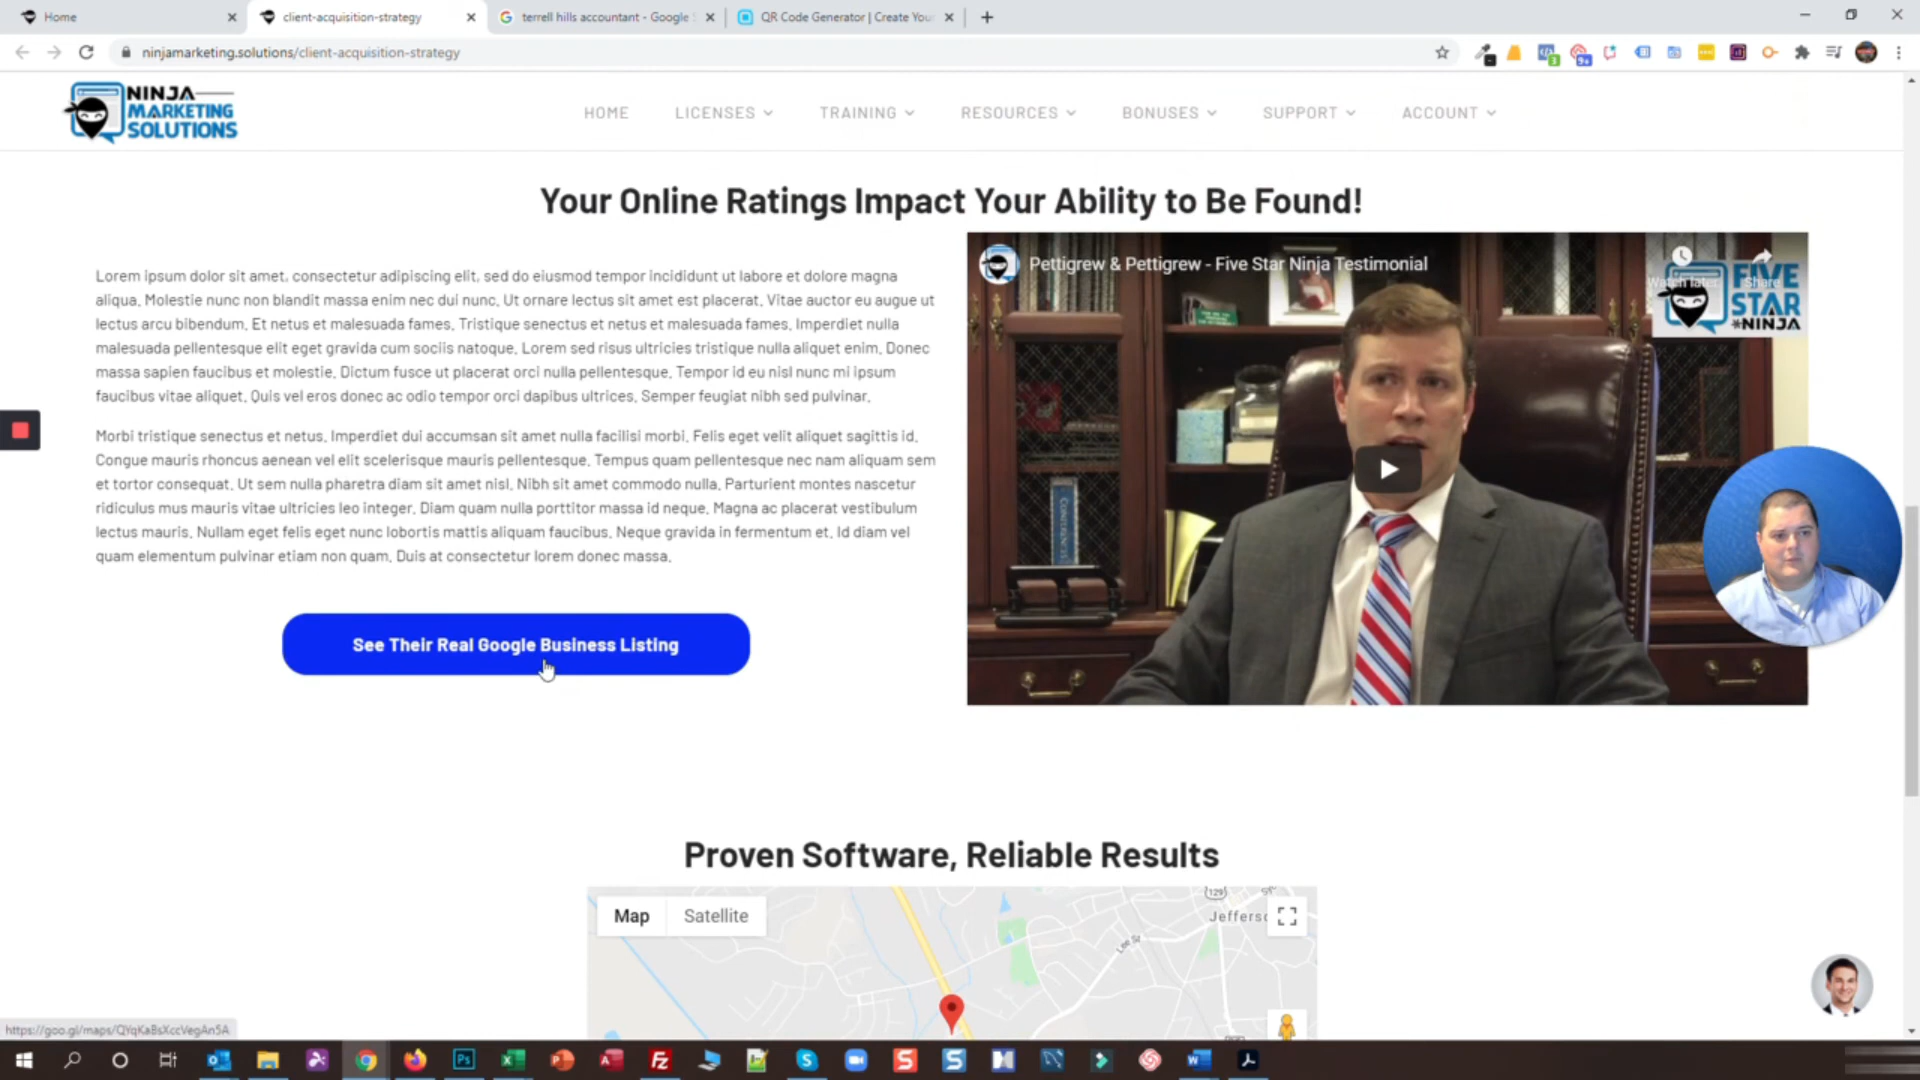 Home
client-acquisition-strategy
terrell hills accountant - Google
QR Code Generator | Create You
ninjamarketing.solutions/client-acquisition-strategy
NINJA
MARKETING
SOLUTIONS
HOME
LICENSES
TRAINING
RESOURCES
BONUSES
SUPPORT
ACCOUNT
Your Online Ratings Impact Your Ability to Be Found!
Lorem ipsum dolor sit amet, consectetur adipiscing elit, sed do eiusmod tempor incididunt ut labore et dolore magna
aliqua. Molestie nunc non blandit massa enim nec dui nunc. Ut ornare lectus sit amet est placerat. Vitae auctor eu augue ut
lectus arcu bibendum. Et netus et malesuada fames. Tristique senectus et netus et malesuada fames. Imperdiet nulla
malesuada pellentesque elit eget gravida cum sociis natoque. Lorem sed risus ultricies tristique nulla aliquet enim. Donec
massa sapien faucibus et molestie. Dictum fusce ut placerat orci nulla pellentesque. Tempor id eu nisl nunc mi ipsum
faucibus vitae aliquet. Quis vel eros donec ac odio tempor orci dapibus ultrices. Semper feugiat nibh sed pulvinar.
Morbi tristique senectus et netus. Imperdiet dui accumsan sit amet nulla facilisi morbi. Felis eget velit aliquet sagittis id.
Congue mauris rhoncus aenean vel elit scelerisque mauris pellentesque. Tempus quam pellentesque nec nam aliquam sem
et tortor consequat. Ut sem nulla pharetra diam sit amet nisl. Nibh sit amet commodo nulla. Parturient montes nascetur
ridiculus mus mauris vitae ultricies leo integer. Diam quam nulla porttitor massa id neque. Magna ac placerat vestibulum
lectus mauris. Nullam eget felis eget nunc lobortis mattis aliquam faucibus. Neque gravida in fermentum et. Id diam vel
quam elementum pulvinar etiam non quam. Duis at consectetur lorem donec massa.
See Their Real Google Business Listing
Pettigrew & Pettigrew - Five Star Ninja Testimonial
Watch later
Share
FIVE
STAR
NINJA
Proven Software, Reliable Results
Map
Satellite
129
Jefferso
Lee St
https://goo.gl/maps/QYqKaBsXccVegAn5A